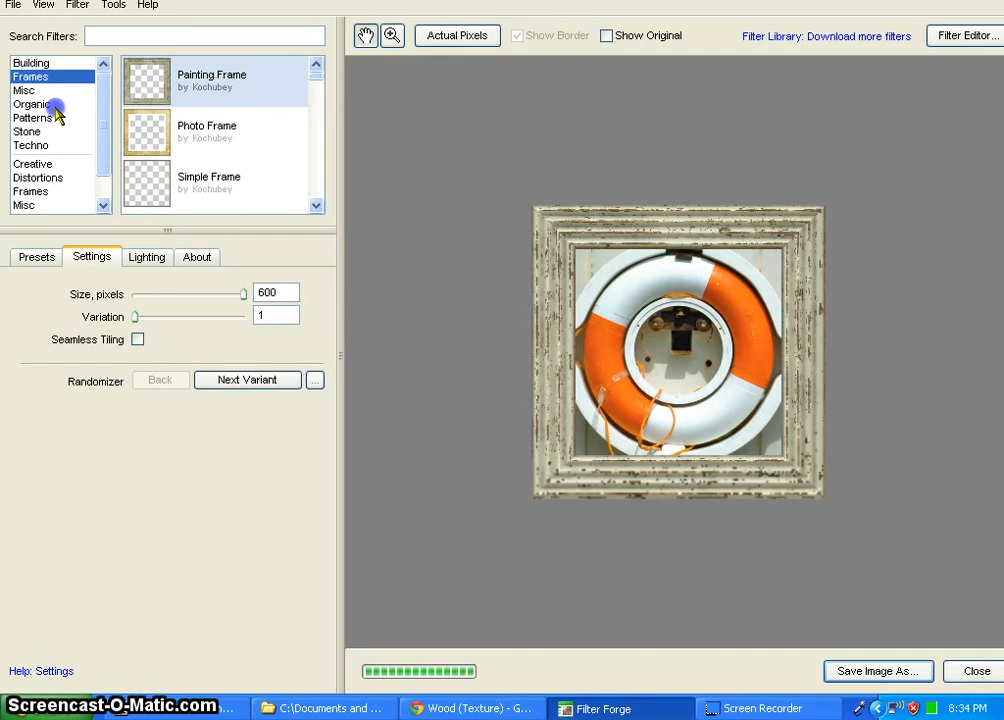 File View Filter Tools Help
Search Filters:
Actual Pixels Show Border Show Original Filter Library: Download more filters Filter Editor...
Building
Frames
Misc
Organic
Patterns
Stone
Techno
Creative
Distortions
Frames
Misc
Painting Frame
by Kochubey
Photo Frame
by Kochubey
Simple Frame
by Kochubey
Presets Settings Lighting About
Size, pixels 600
Variation 1
Seamless Tiling
Randomizer Back Next Variant ...
Help: Settings
Save Image As... Close
Screencast-O-Matic.com
C:\Documents and ... Wood (Texture) - G... Filter Forge Screen Recorder 8:34 PM